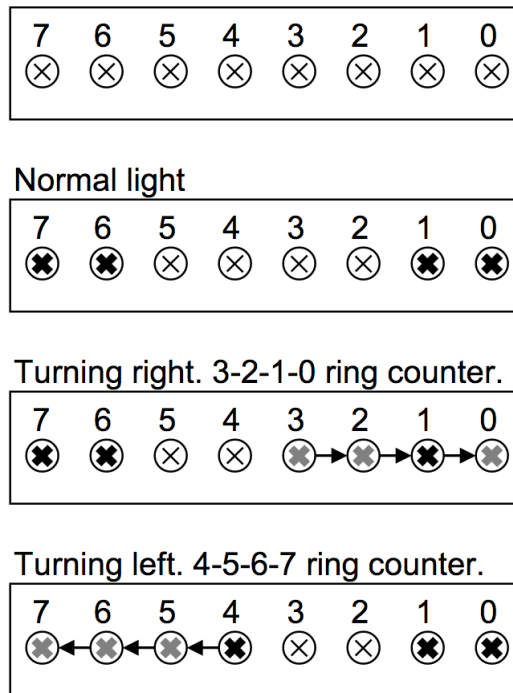 7 6 5 4 3 2 1 0
Normal light
7 6 5 4 3 2 1 0
Turning right. 3-2-1-0 ring counter.
7 6 5 4 3 2 1 0
Turning left. 4-5-6-7 ring counter.
7 6 5 4 3 2 1 0